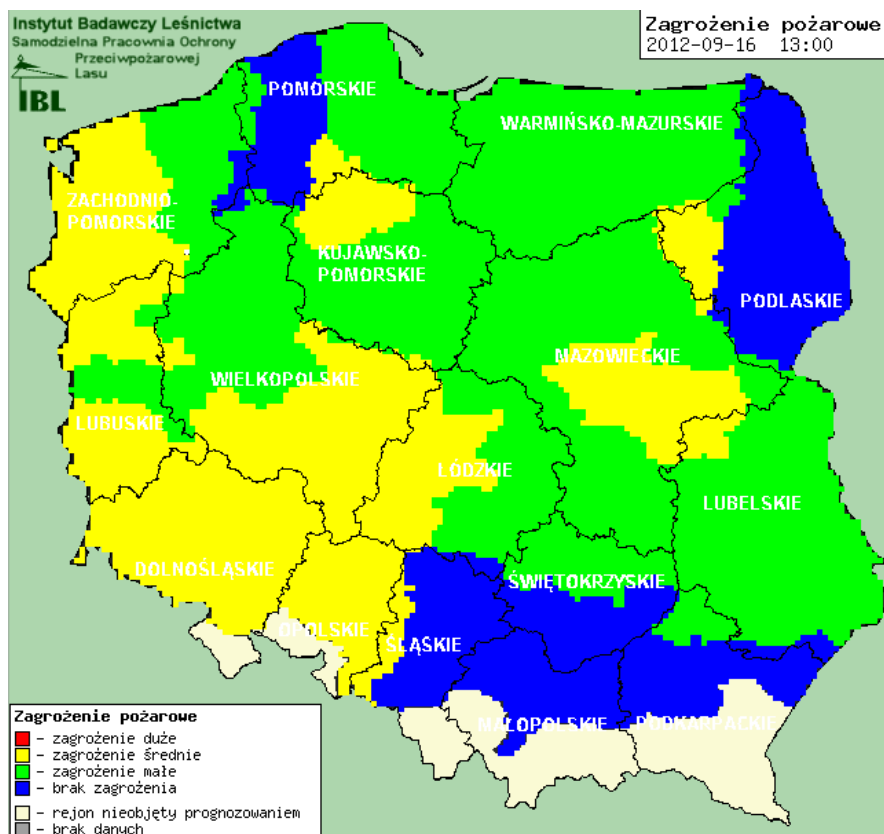 Instytut Badawczy Leśnictwa
Samodzielna Pracownia Ochrony
Przeciwpożarowej
Lasu
IBL
Zagrożenie pożarowe
2012-09-16 13:00
POMORSKIE
WARMIŃSKO-MAZURSKIE
ZACHODNIO-
POMORSKIE
KUJAWSKO-
POMORSKIE
PODLASKIE
MAZOWIECKIE
WIELKOPOLSKIE
LUBUSKIE
ŁÓDZKIE
LUBELSKIE
DOLNOŚLĄSKIE
ŚWIĘTOKRZYSKIE
OPOLSKIE
ŚLĄSKIE
MAŁOPOLSKIE
PODKARPACKIE
Zagrożenie pożarowe
- zagrożenie duże
- zagrożenie średnie
- zagrożenie małe
- brak zagrożenia
- rejon nieobjęty prognozowaniem
- brak danych